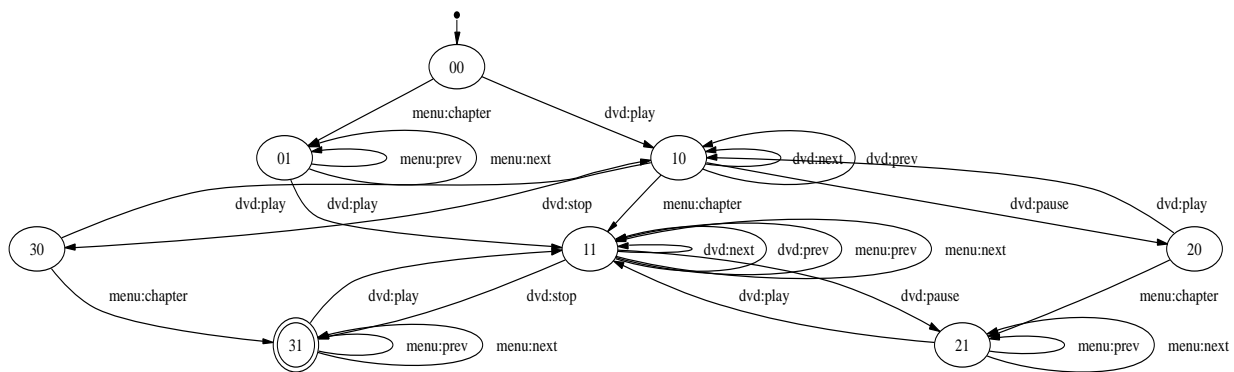 00
menu:chapter dvd:play
01 menu:prev menu:next 10 dvd:next dvd:prev
dvd:play dvd:play dvd:stop menu:chapter dvd:pause dvd:play
30 11 dvd:next dvd:prev menu:prev menu:next 20
menu:chapter dvd:play dvd:stop dvd:play dvd:pause menu:chapter
31 menu:prev menu:next 21 menu:prev menu:next